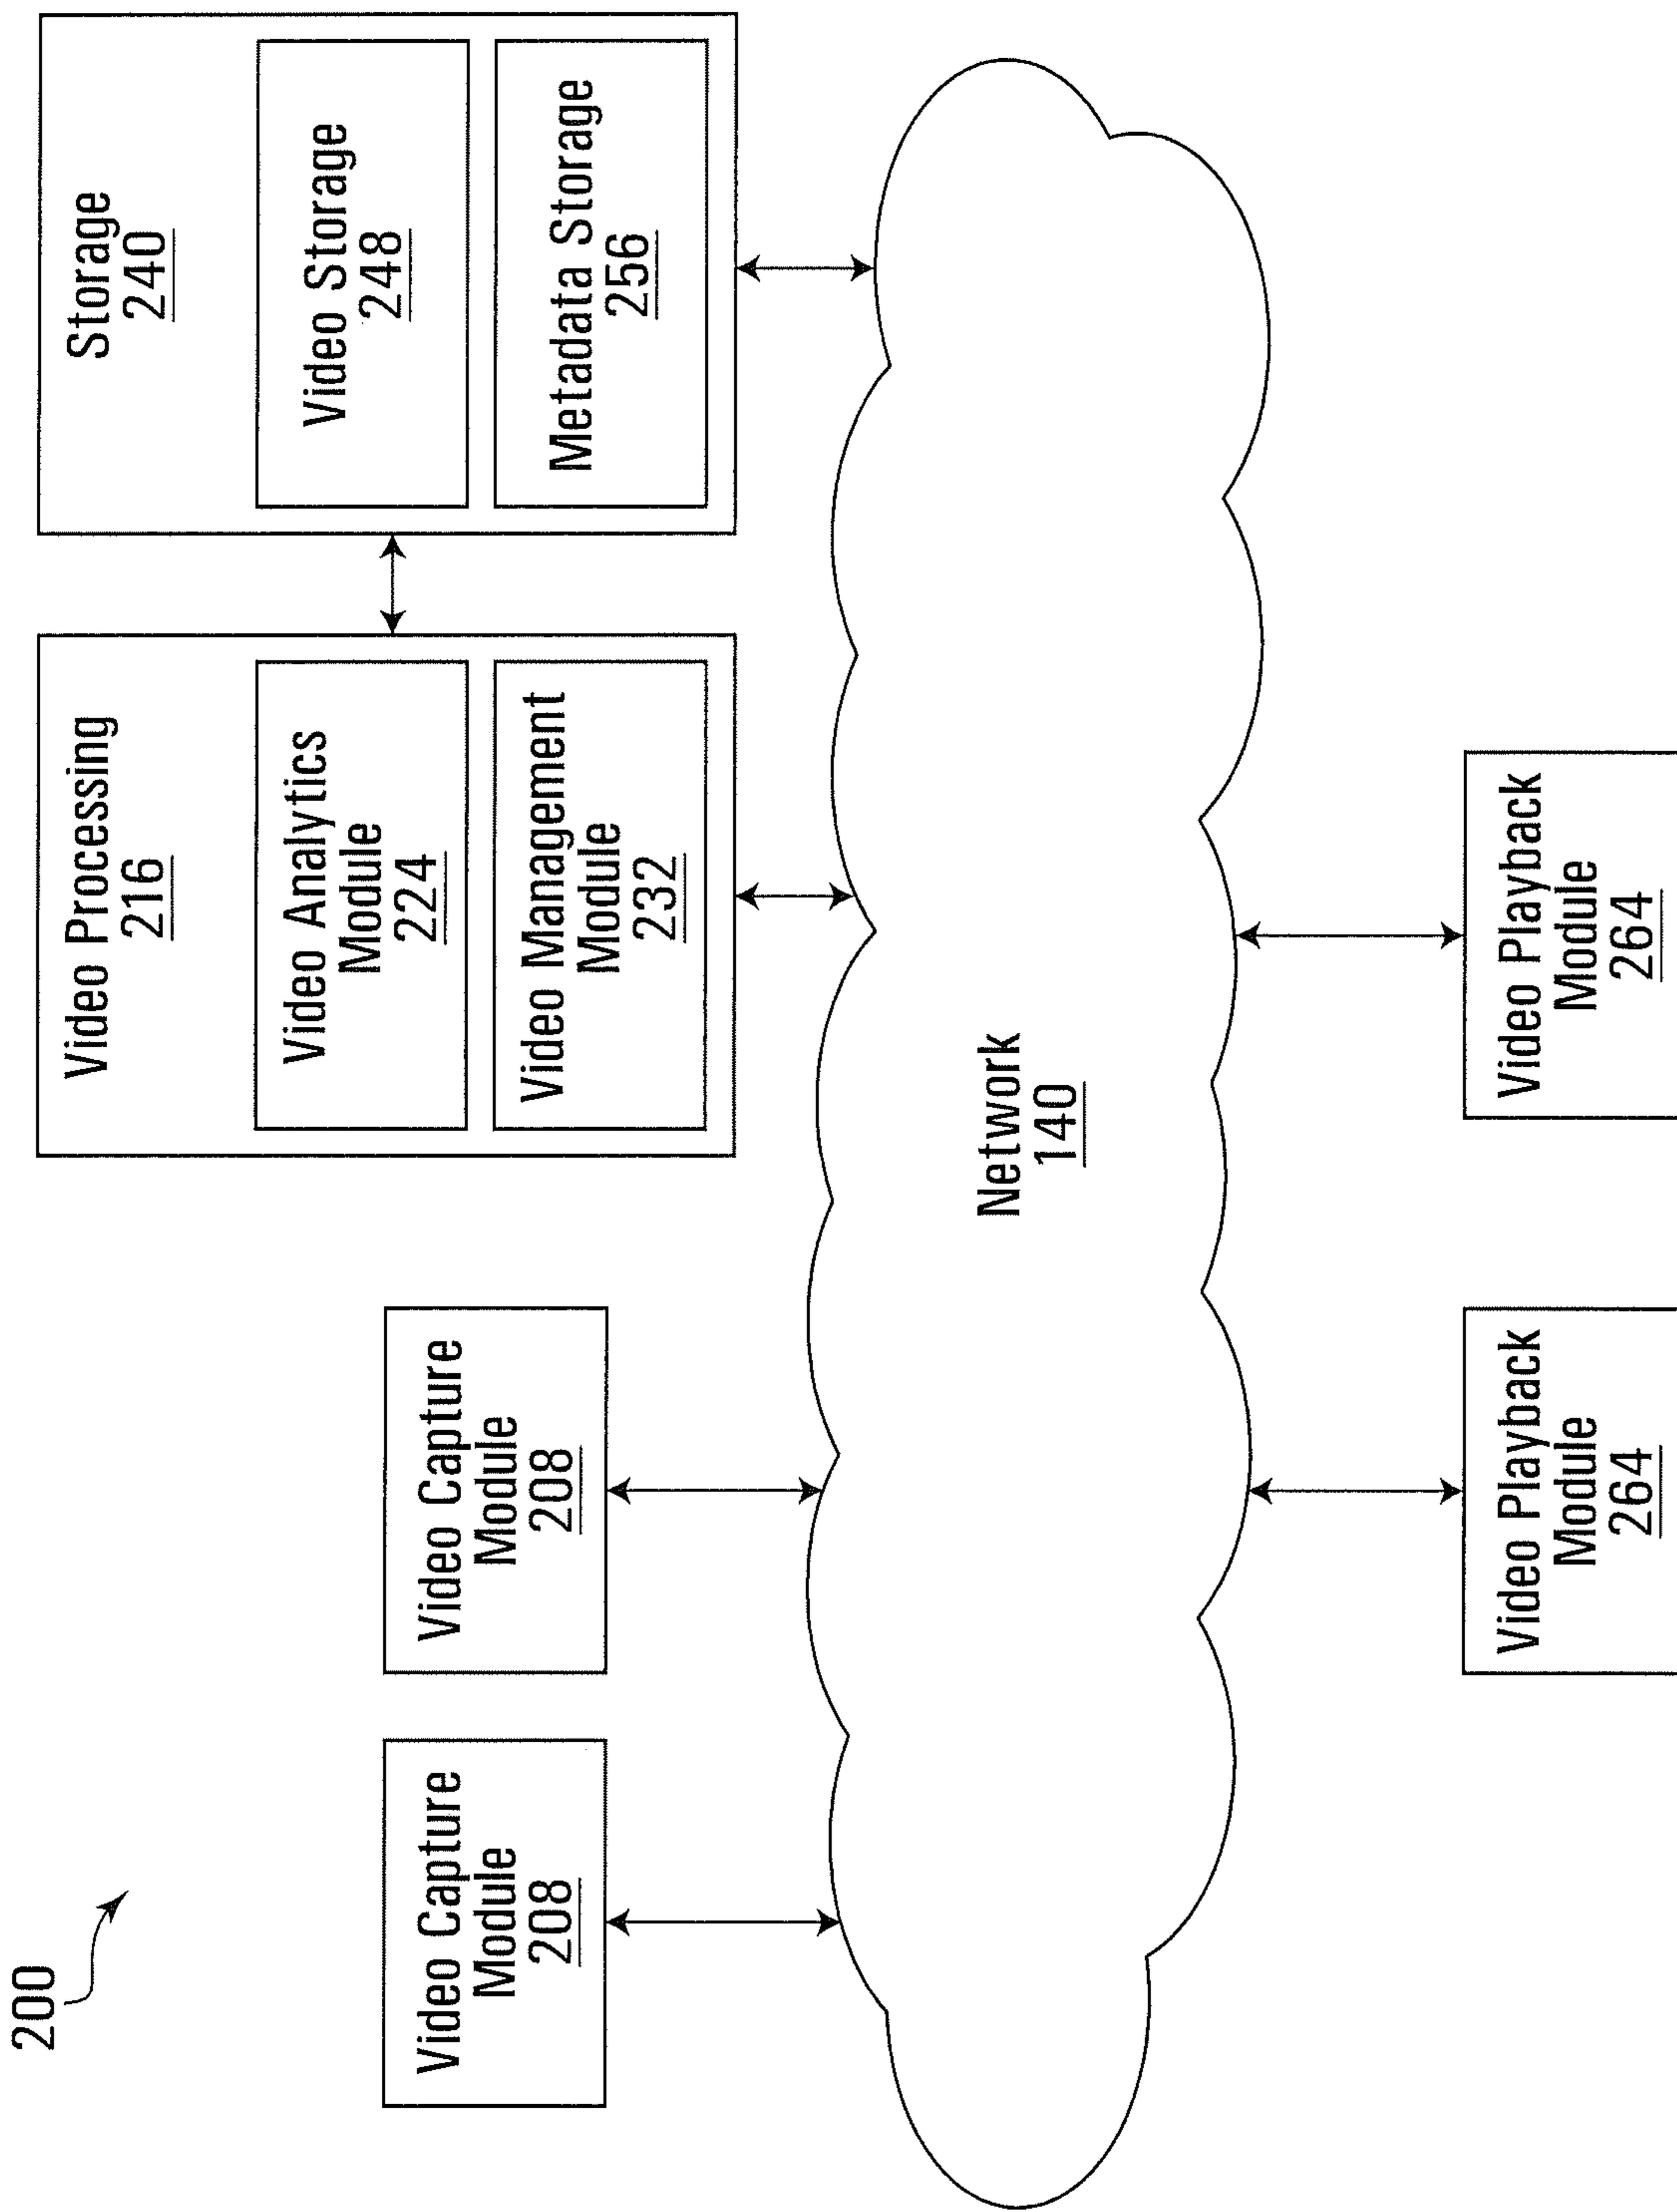 200
Video Capture
Module
208
Video Capture
Module
208
Video Processing
216
Video Analytics
Module
224
Video Management
Module
232
Storage
240
Video Storage
248
Metadata Storage
256
Network
140
Video Playback
Module
264
Video Playback
Module
264